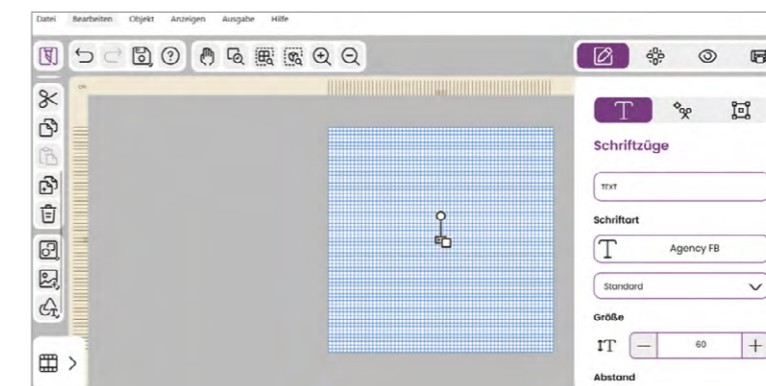 Datei Bearbeiten Objekt Anzeigen Ausgabe Hilfe
Schriftzüge
TEXT
Schriftart
Agency FB
Standard
Größe
60
Abstand